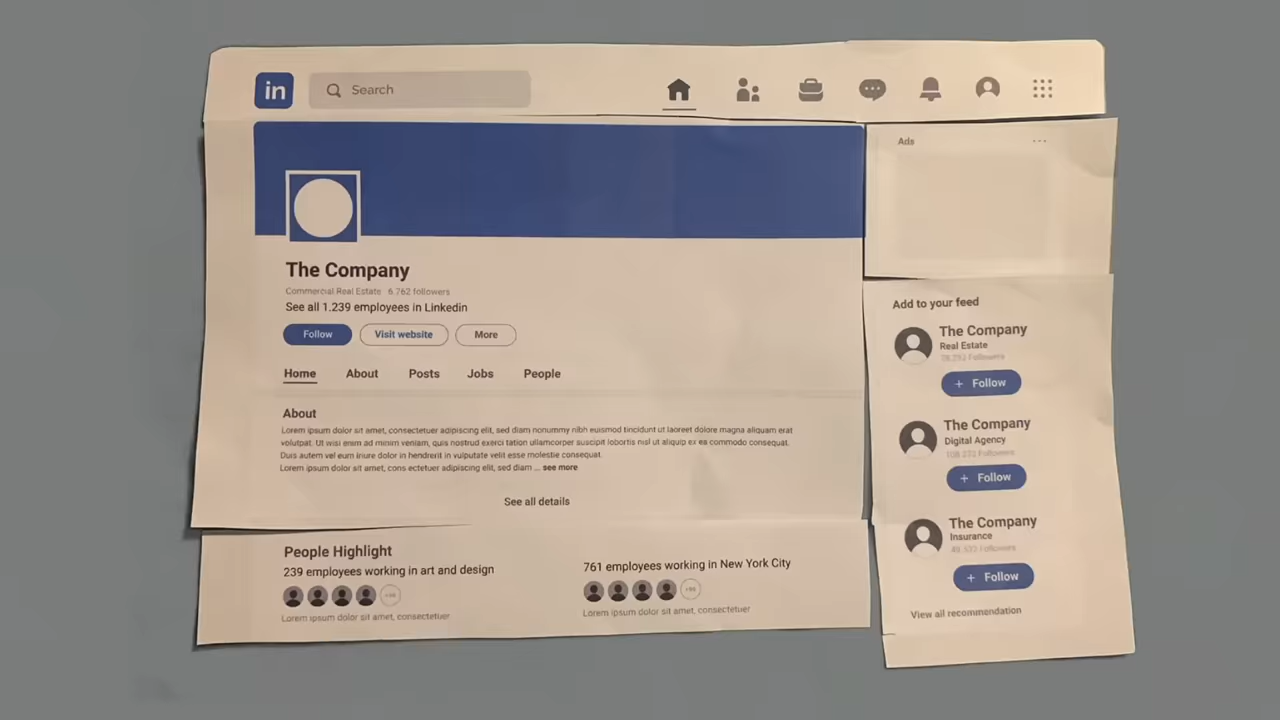 in
Search
The Company
Commercial Real Estate 6.762 followers
See all 1.239 employees in Linkedin
Follow
Visit website
More
Home
About
Posts
Jobs
People
About
Lorem ipsum dolor sit amet, consectetuer adipiscing elit, sed diam nonummy nibh euismod tincidunt ut laoreet dolore magna aliquam erat
volutpat. Ut wisi enim ad minim veniam, quis nostrud exerci tation ullamcorper suscipit lobortis nisl ut aliquip ex ea commodo consequat.
Duis autem vel eum iriure dolor in hendrerit in vulputate velit esse molestie consequat.
Lorem ipsum dolor sit amet, cons ectetuer adipiscing elit, sed diam ... see more
See all details
People Highlight
239 employees working in art and design
Lorem ipsum dolor sit amet, consectetuer
761 employees working in New York City
Lorem ipsum dolor sit amet, consectetuer
Ads
Add to your feed
The Company
Real Estate
Followers
+ Follow
The Company
Digital Agency
Followers
+ Follow
The Company
Insurance
Followers
+ Follow
View all recommendation